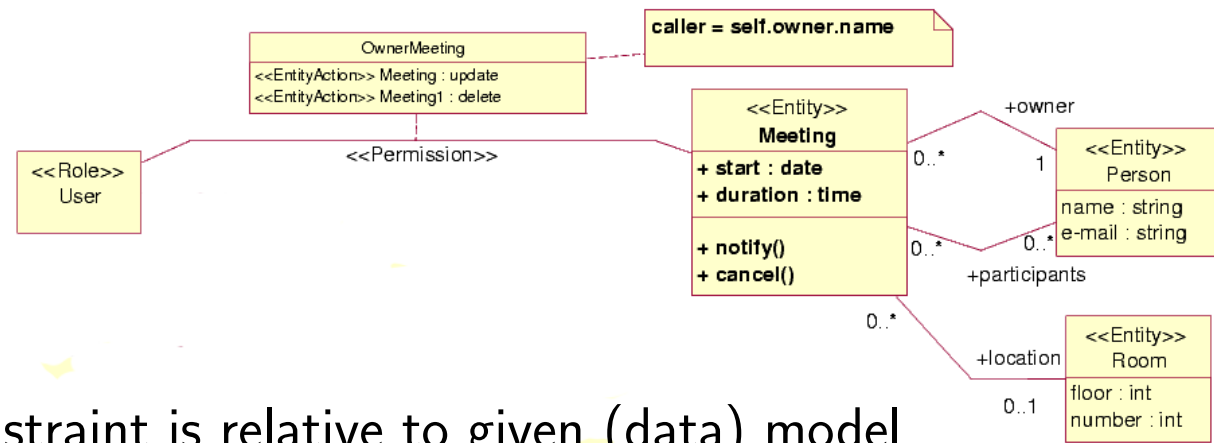 caller = self.owner.name
OwnerMeeting
<<EntityAction>> Meeting : update
<<EntityAction>> Meeting1 : delete
<<Permission>>
<<Role>>
User
<<Entity>>
Meeting
+ start : date
+ duration : time
+ notify()
+ cancel()
+owner
0..*
1
<<Entity>>
Person
name : string
e-mail : string
0..*
0..*
+participants
0..*
+location
0..1
<<Entity>>
Room
floor : int
number : int
straint is relative to given (data) model